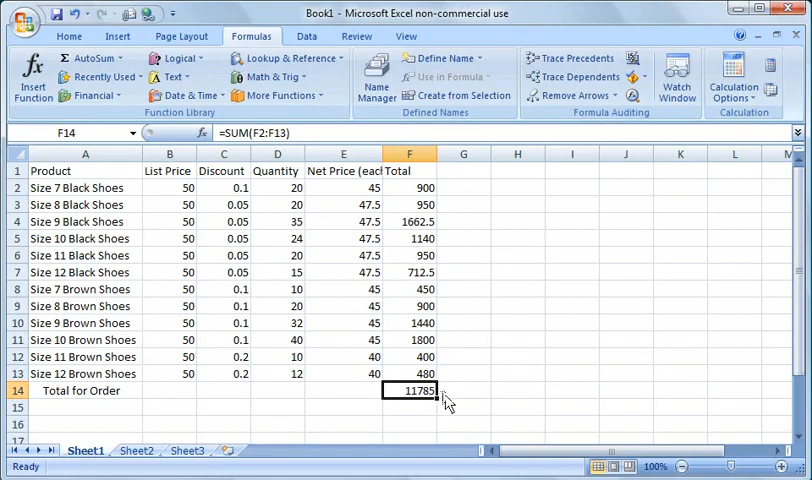 Book1 - Microsoft Excel non-commercial use
Home Insert Page Layout Formulas Data Review View
fx Insert Function
AutoSum Logical Lookup & Reference
Recently Used Text Math & Trig
Financial Date & Time More Functions
Function Library
Name Manager
Define Name
Use in Formula
Create from Selection
Defined Names
Trace Precedents
Trace Dependents
Remove Arrows
Formula Auditing
Watch Window
Calculation Options
Calculation
F14 fx =SUM(F2:F13)
A B C D E F G H I J K L M
1 Product List Price Discount Quantity Net Price (each Total
2 Size 7 Black Shoes 50 0.1 20 45 900
3 Size 8 Black Shoes 50 0.05 20 47.5 950
4 Size 9 Black Shoes 50 0.05 35 47.5 1662.5
5 Size 10 Black Shoes 50 0.05 24 47.5 1140
6 Size 11 Black Shoes 50 0.05 20 47.5 950
7 Size 12 Black Shoes 50 0.05 15 47.5 712.5
8 Size 7 Brown Shoes 50 0.1 10 45 450
9 Size 8 Brown Shoes 50 0.1 20 45 900
10 Size 9 Brown Shoes 50 0.1 32 45 1440
11 Size 10 Brown Shoes 50 0.1 40 45 1800
12 Size 11 Brown Shoes 50 0.2 10 40 400
13 Size 12 Brown Shoes 50 0.2 12 40 480
14 Total for Order 11785
15
16
17
Sheet1 Sheet2 Sheet3
Ready 100%